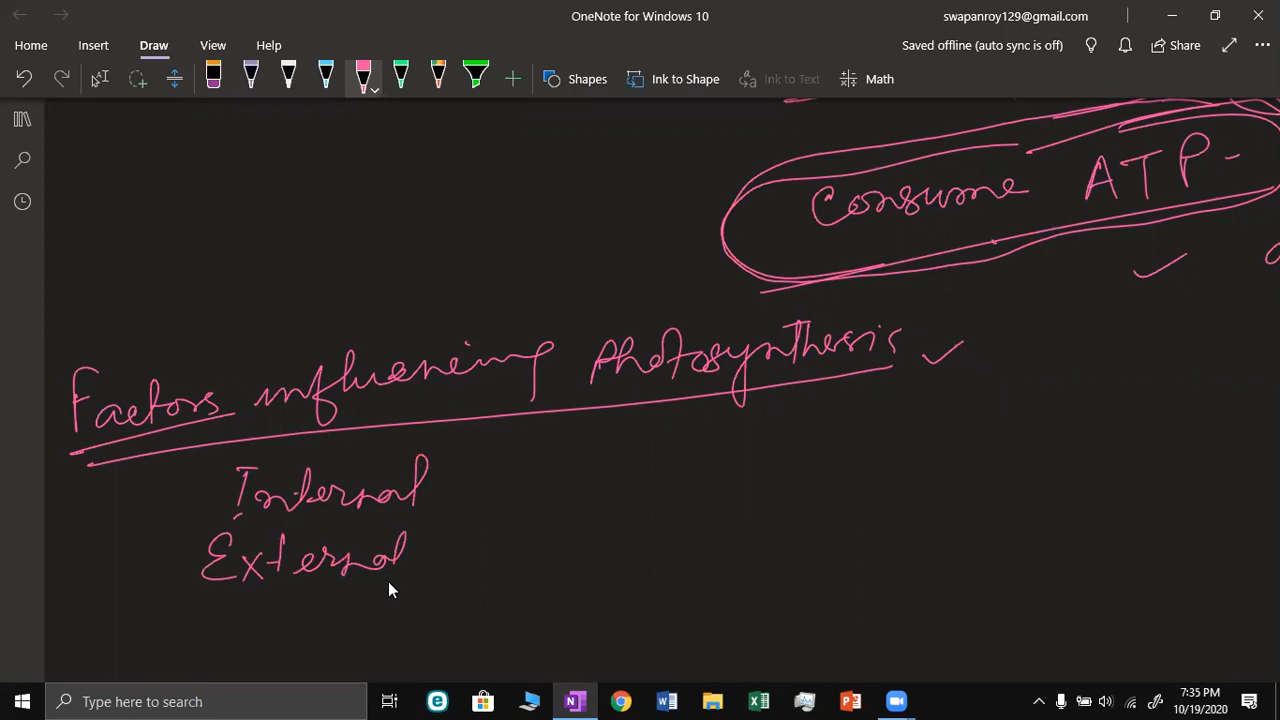 OneNote for Windows 10
swapanroy129@gmail.com
Home Insert Draw View Help
Saved offline (auto sync is off)
Share
Shapes
Ink to Shape
Ink to Text
Math
Consume ATP-
Factors influencing Photosynthesis
Internal
External
Type here to search
7:35 PM
10/19/2020